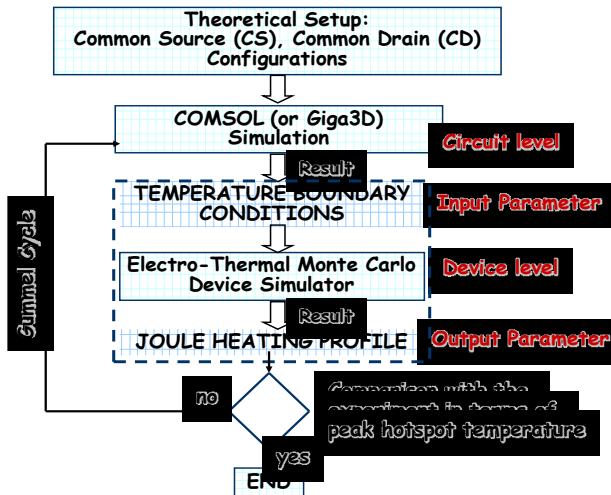 Theoretical Setup:
Common Source (CS), Common Drain (CD)
Configurations
COMSOL (or Giga3D)
Simulation
Circuit level
Result
TEMPERATURE BOUNDARY
CONDITIONS
Input Parameter
Gummel Cycle
Electro-Thermal Monte Carlo
Device Simulator
Device level
Result
JOULE HEATING PROFILE
Output Parameter
no
Comparison with the
experiment in terms of
peak hotspot temperature
yes
END